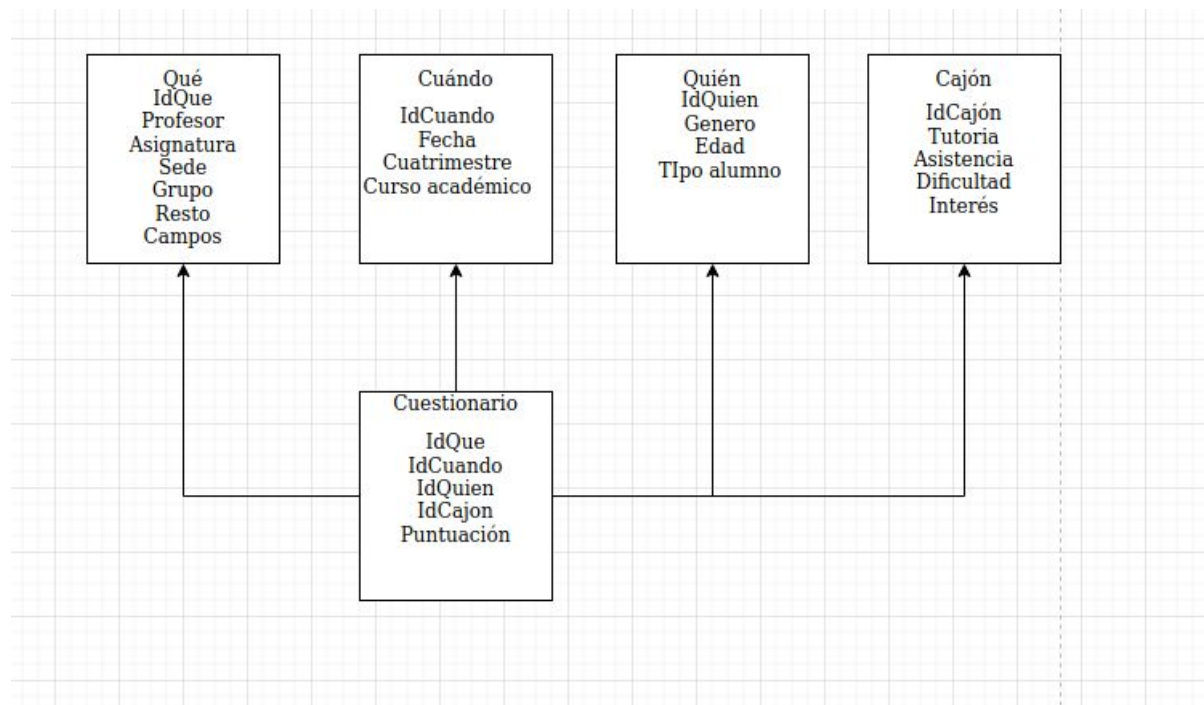 Qué
IdQue
Profesor
Asignatura
Sede
Grupo
Resto
Campos
Cuándo
IdCuando
Fecha
Cuatrimestre
Curso académico
Quién
IdQuien
Genero
Edad
TIpo alumno
Cajón
IdCajón
Tutoria
Asistencia
Dificultad
Interés
Cuestionario
IdQue
IdCuando
IdQuien
IdCajon
Puntuación